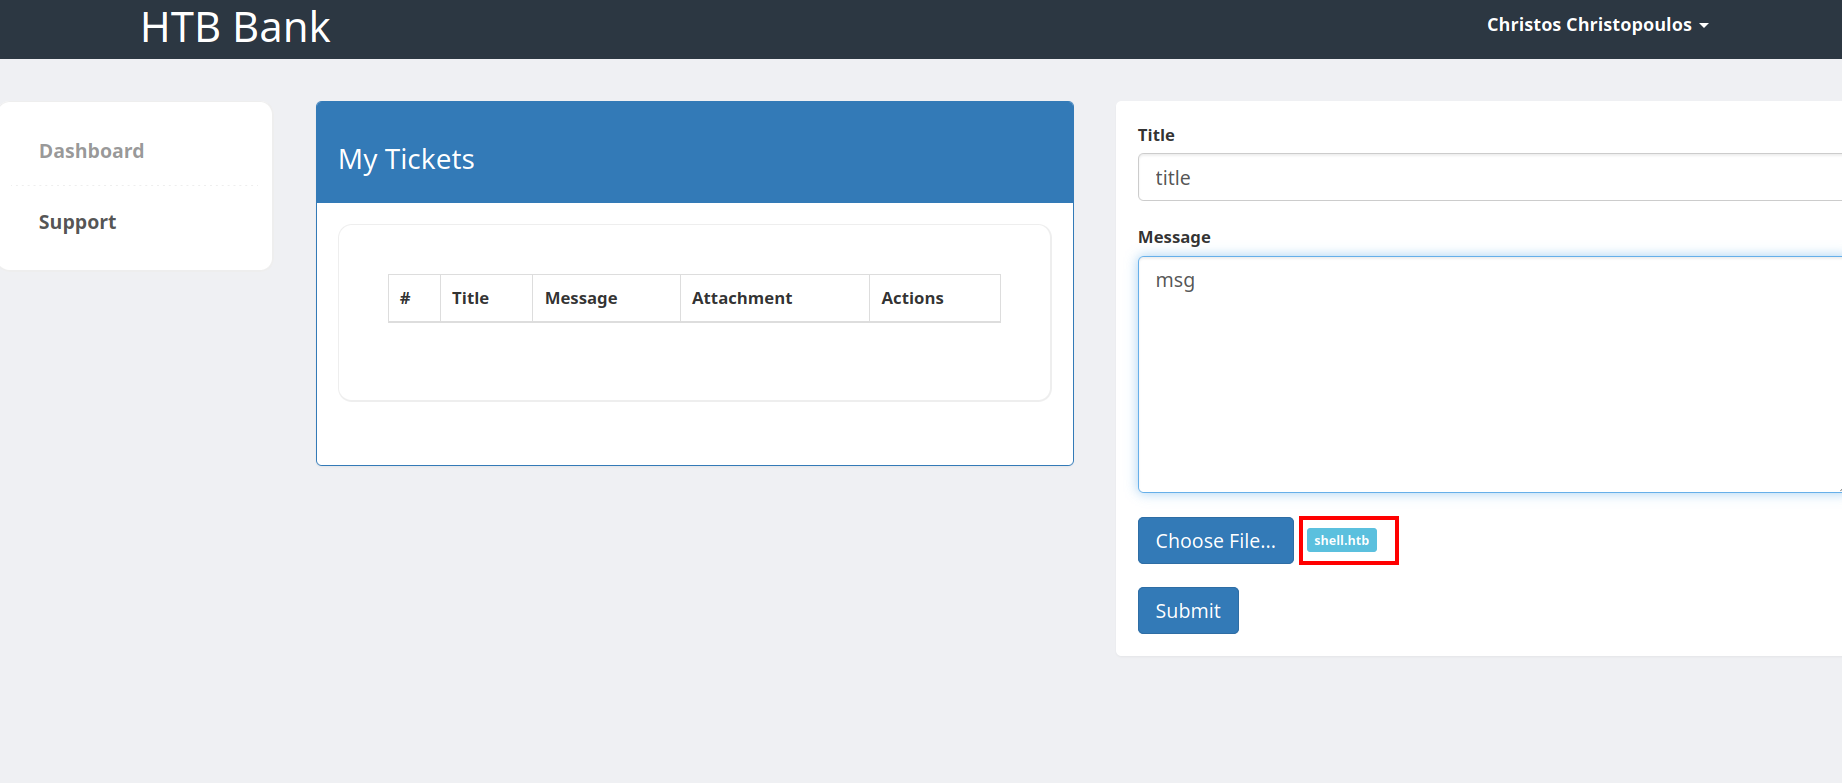 HTB Bank
Christos Christopoulos
Dashboard
Support
My Tickets
# Title Message Attachment Actions
Title
title
Message
msg
Choose File...
shell.htb
Submit